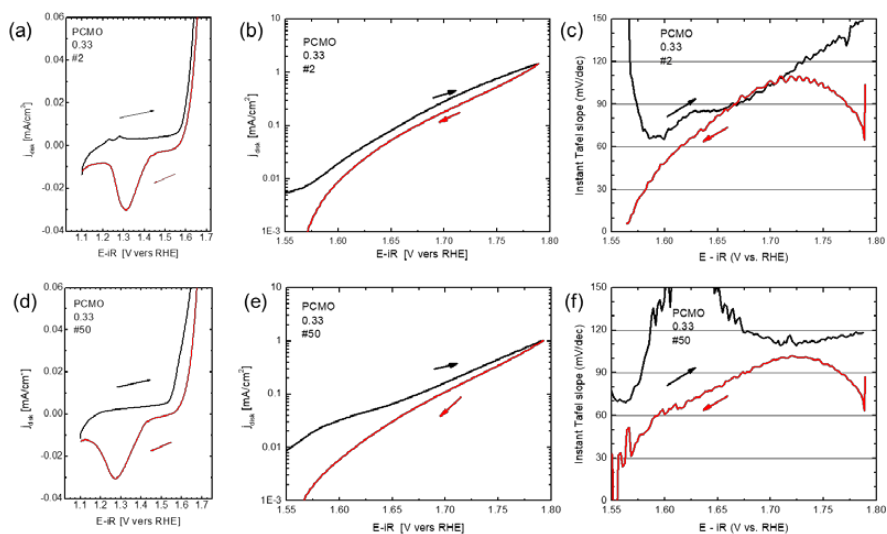 (a)
PCMO
0.33
#2
j disk [mA/cm²]
0.06
0.04
0.02
0.00
-0.02
-0.04
1.1 1.2 1.3 1.4 1.5 1.6 1.7
E-iR [V vers RHE]
(b)
PCMO
0.33
#2
j disk [mA/cm²]
10
1
0.1
0.01
1E-3
1.55 1.60 1.65 1.70 1.75 1.80
E-iR [V vers RHE]
(c)
PCMO
0.33
#2
Instant Tafel slope (mV/dec)
150
120
90
60
30
0
1.55 1.60 1.65 1.70 1.75 1.80
E - iR (V vs. RHE)
(d)
PCMO
0.33
#50
j disk [mA/cm²]
0.06
0.04
0.02
0.00
-0.02
-0.04
1.1 1.2 1.3 1.4 1.5 1.6 1.7
E-iR [V vers RHE]
(e)
PCMO
0.33
#50
j disk [mA/cm²]
10
1
0.1
0.01
1E-3
1.55 1.60 1.65 1.70 1.75 1.80
E-iR [V vers RHE]
(f)
PCMO
0.33
#50
Instant Tafel slope (mV/dec)
150
120
90
60
30
0
1.55 1.60 1.65 1.70 1.75 1.80
E - iR (V vs. RHE)